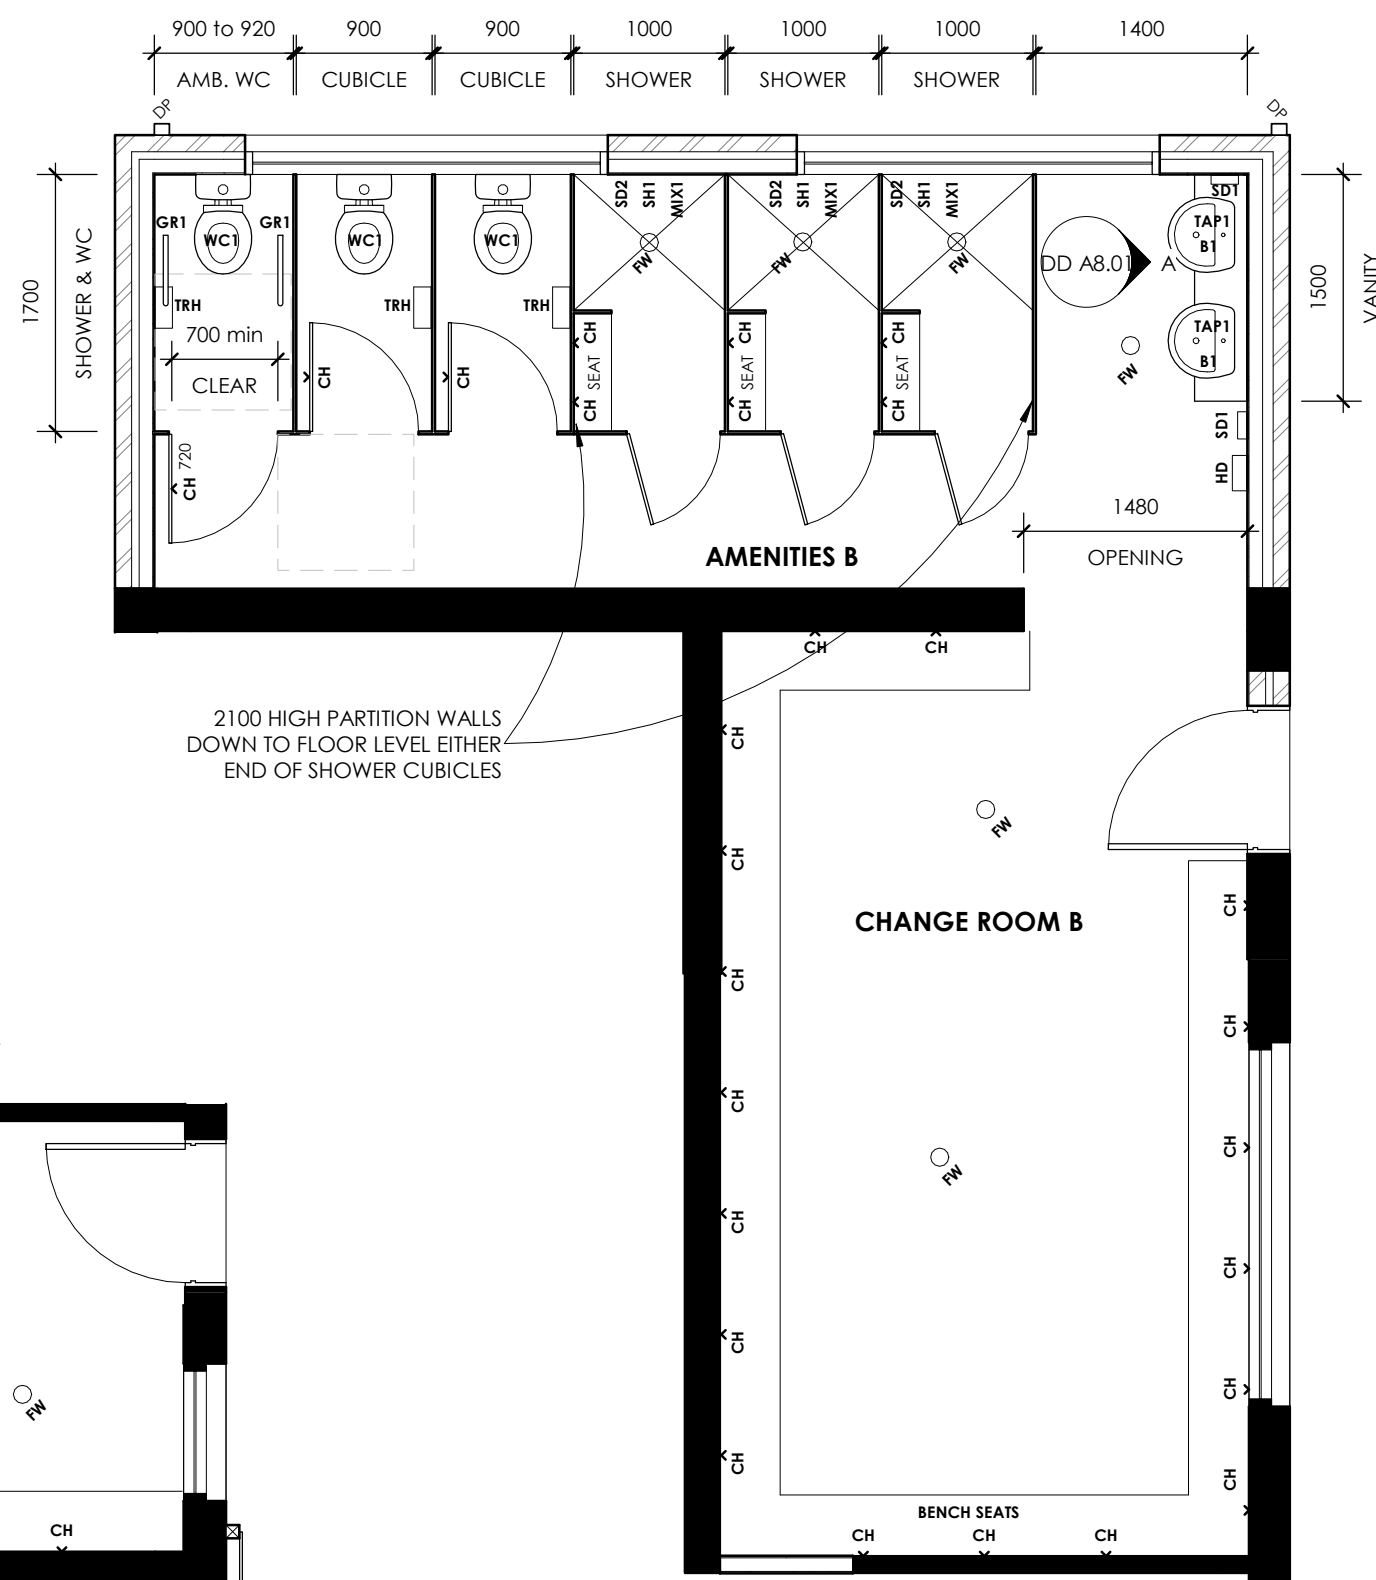 900 to 920 900 900 1000 1000 1000 1400
AMB. WC CUBICLE CUBICLE SHOWER SHOWER SHOWER
DP DP
SD2 SH1 MIX1 SD2 SH1 MIX1 SD2 SH1 MIX1 SD1
GR1 GR1 TAP1
WC1 WC1 WC1 B1
FW FW FW DD A8.01 A
1700 SHOWER & WC 1500 VANITY
TRH TRH TRH
700 min CH CH CH TAP1
CLEAR CH CH SEAT SEAT SEAT B1
FW
CH CH CH SD1
720
CH HD
1480
AMENITIES B OPENING
CH CH
2100 HIGH PARTITION WALLS
DOWN TO FLOOR LEVEL EITHER
END OF SHOWER CUBICLES
CH
FW
CH
CH
CHANGE ROOM B
CH
CH
CH
CH
FW
CH
CH
CH
CH
FW
CH
CH
BENCH SEATS
CH
CH CH CH